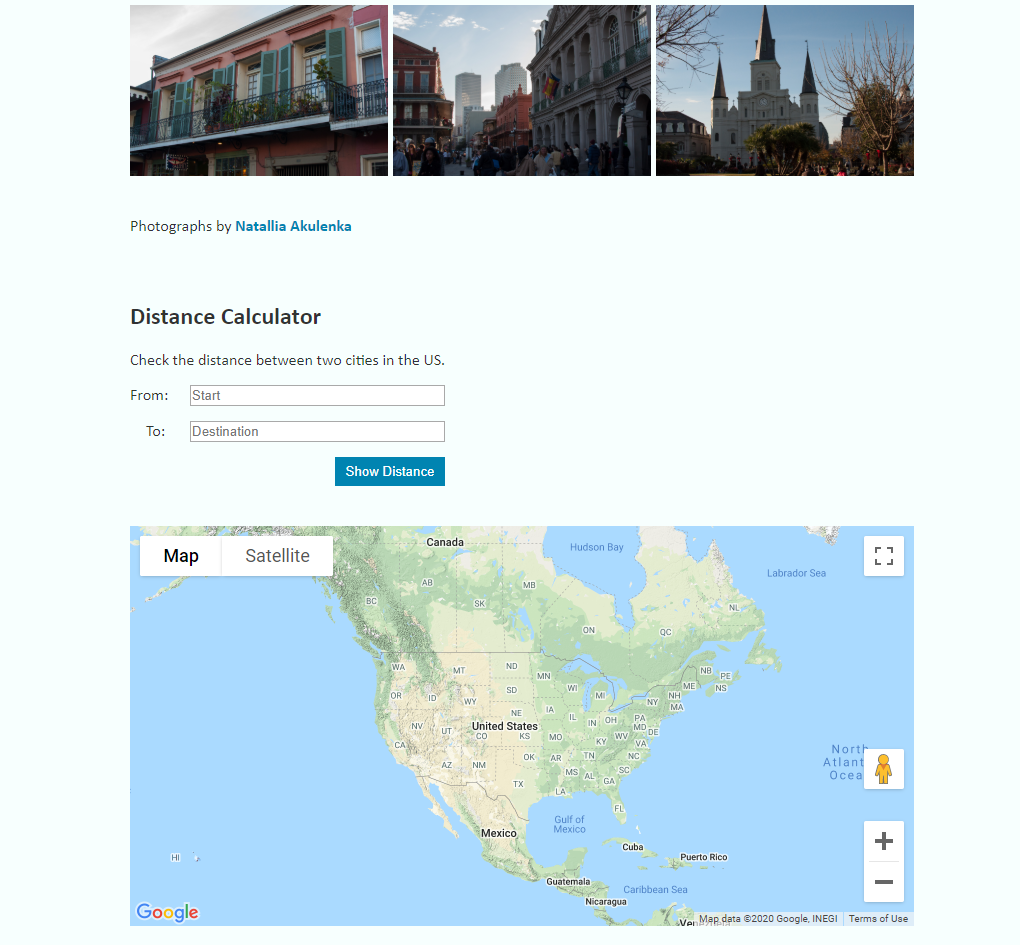 Photographs by Natallia Akulenka
Distance Calculator
Check the distance between two cities in the US.
From: Start
To: Destination
Show Distance
Map Satellite
Canada
Hudson Bay
Labrador Sea
AB
MB
BC
SK
NL
ON
QC
WA
MT
ND
NB
PE
MN
OR
ID
SD
WI
MI
ME
NS
NH
WY
NY
MA
NE
IA
NV
United States
IL
IN
OH
PA
UT
CO
KS
MO
WV
MD
DE
KY
VA
CA
OK
AR
TN
NC
AZ
NM
MS
AL
SC
GA
TX
LA
FL
North
Atlant
Ocea
Gulf of
Mexico
Mexico
Cuba
HI
Puerto Rico
Guatemala
Caribbean Sea
Nicaragua
Google
Map data ©2020 Google, INEGI
Terms of Use